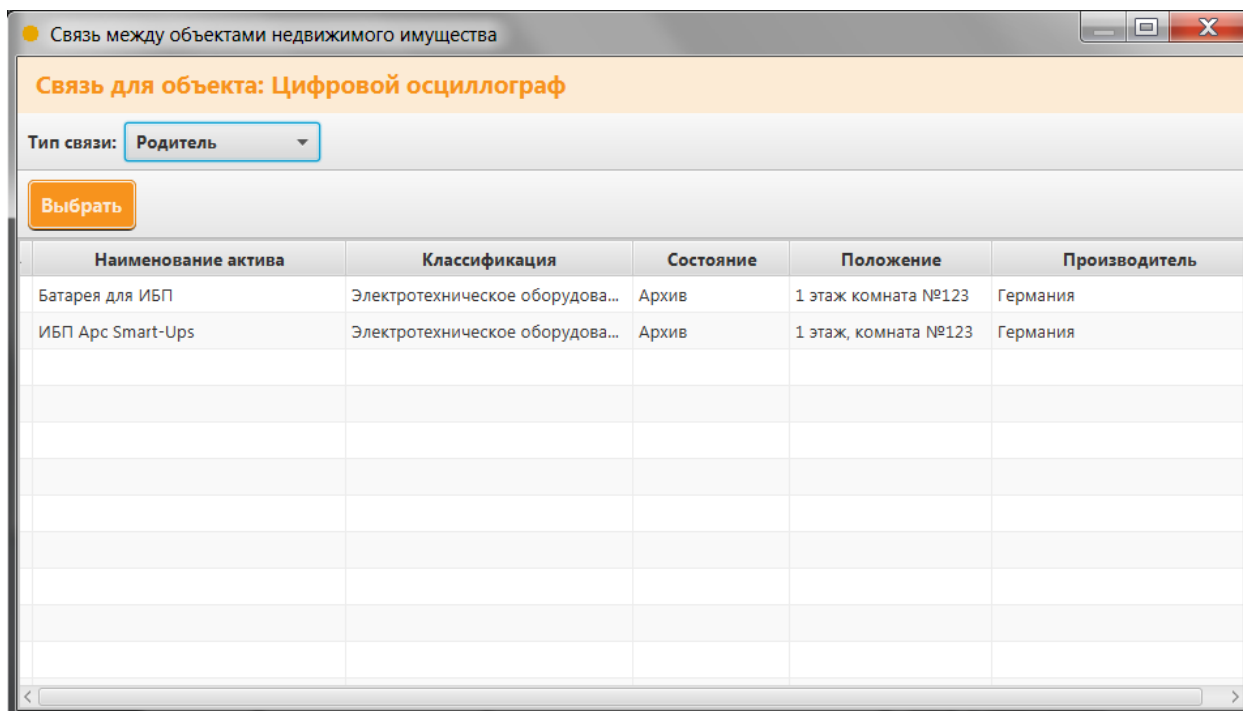 Связь между объектами недвижимого имущества
Связь для объекта: Цифровой осциллограф
Тип связи: Родитель
Выбрать
Наименование актива Классификация Состояние Положение Производитель
Батарея для ИБП Электротехническое оборудова... Архив 1 этаж комната №123 Германия
ИБП Apc Smart-Ups Электротехническое оборудова... Архив 1 этаж, комната №123 Германия